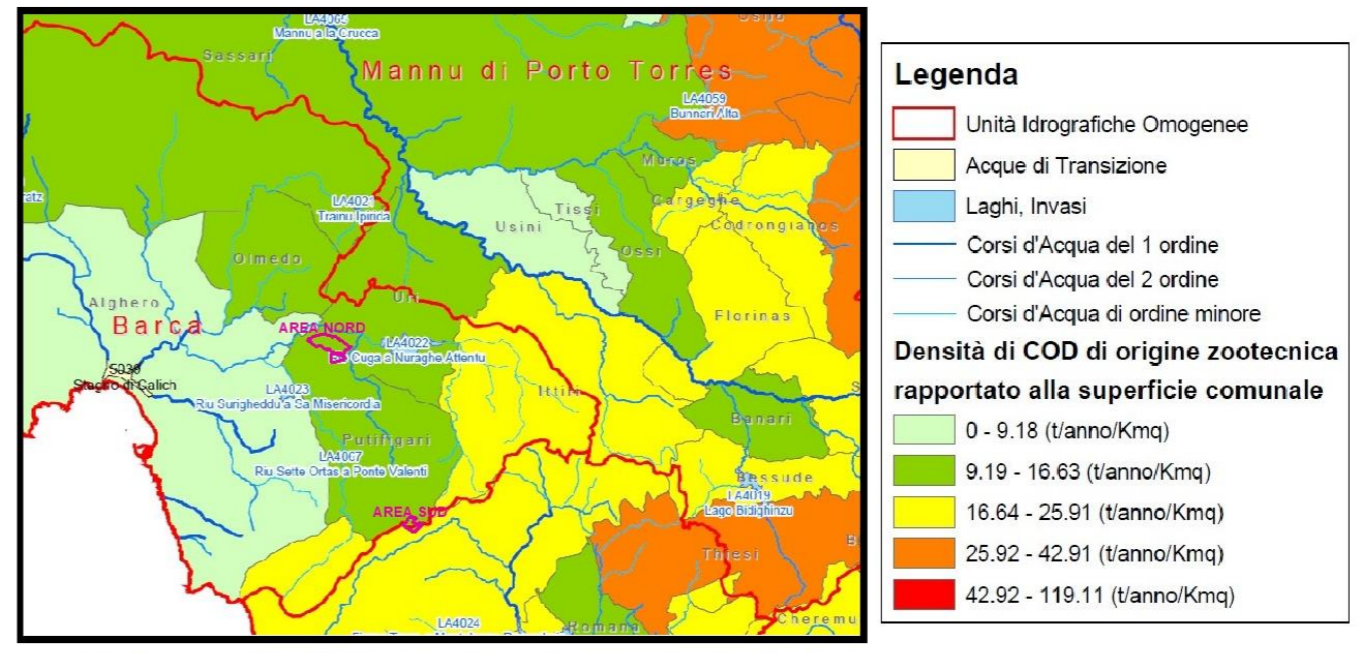 LA4065
Mannu a la Crucca
Sassari
Mannu di Porto Torres
LA4059
Bunnari Alta
Muros
LA4021
Trainu Ipirida
Tissi
Cargeghe
Usini
Codrongianos
Ossi
Olmedo
Alghero
Uri
Florinas
Barca
AREA NORD
LA4022
Cuga a Nuraghe Attentu
S039
Stagno di Calich
LA4023
Riu Surigheddu a Sa Misericordia
Ittiri
Banari
Putifigari
LA4067
Riu Sette Ortas a Ponte Valenti
Bessude
LA4019
Lago Bidighinzu
AREA SUD
Thiesi
LA4024
Romana
Cheremu
Legenda
Unità Idrografiche Omogenee
Acque di Transizione
Laghi, Invasi
Corsi d'Acqua del 1 ordine
Corsi d'Acqua del 2 ordine
Corsi d'Acqua di ordine minore
Densità di COD di origine zootecnica
rapportato alla superficie comunale
0 - 9.18 (t/anno/Kmq)
9.19 - 16.63 (t/anno/Kmq)
16.64 - 25.91 (t/anno/Kmq)
25.92 - 42.91 (t/anno/Kmq)
42.92 - 119.11 (t/anno/Kmq)